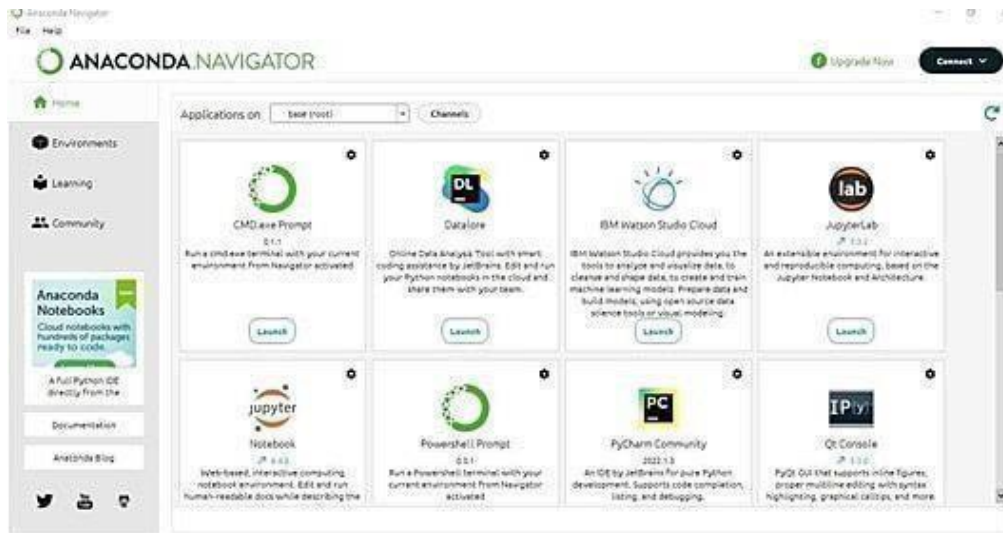 Anaconda Navigator
File Help
ANACONDA.NAVIGATOR
Upgrade Now
Connect
Home
Environments
Learning
Community
Anaconda
Notebooks
Cloud notebooks with
hundreds of packages
ready to code.
A Full Python IDE
directly from the
Documentation
Anaconda Blog
Applications on
base (root)
Channels
CMD.exe Prompt
0.1.1
Run a cmd.exe terminal with your current
environment from Navigator activated
Launch
DL
Datalore
Online Data Analysis Tool with smart
coding assistance by JetBrains. Edit and run
your Python notebooks in the cloud and
share them with your team.
Launch
IBM Watson Studio Cloud
IBM Watson Studio Cloud provides you the
tools to analyze and visualize data, to
cleanse and shape data, to create and train
machine learning models. Prepare data and
build models, using open source data
science tools or visual modeling.
Launch
lab
JupyterLab
An extensible environment for interactive
and reproducible computing, based on the
Jupyter Notebook and Architecture.
Launch
jupyter
Notebook
Web-based, interactive computing
notebook environment. Edit and run
human-readable docs while describing the
Powershell Prompt
0.0.1
Run a Powershell terminal with your
current environment from Navigator
activated
PC
PyCharm Community
2022.1.3
An IDE by JetBrains for pure Python
development. Supports code completion,
listing, and debugging.
IP[y]
Qt Console
PyQt GUI that supports inline figures,
proper multiline editing with syntax
highlighting, graphical calltips, and more.